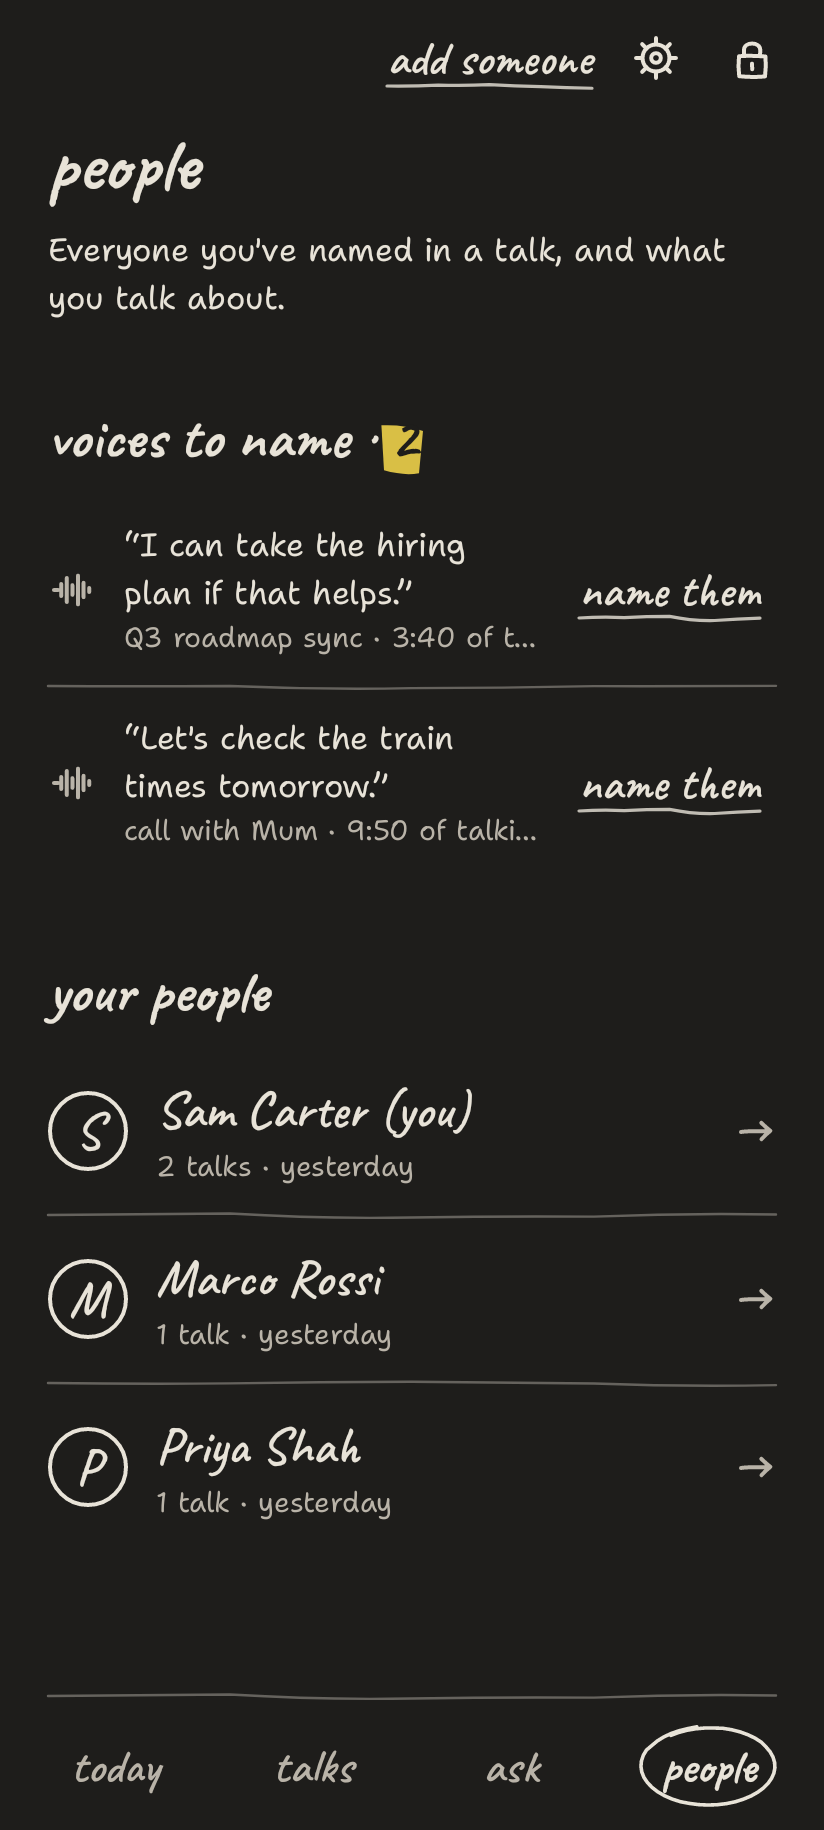 add someone
people
Everyone you've named in a talk, and what
you talk about.
voices to name · 2
“I can take the hiring
plan if that helps.”
name them
Q3 roadmap sync · 3:40 of t...
“Let's check the train
times tomorrow.”
name them
call with Mum · 9:50 of talki...
your people
S
Sam Carter (you)
2 talks · yesterday
M
Marco Rossi
1 talk · yesterday
P
Priya Shah
1 talk · yesterday
today talks ask people